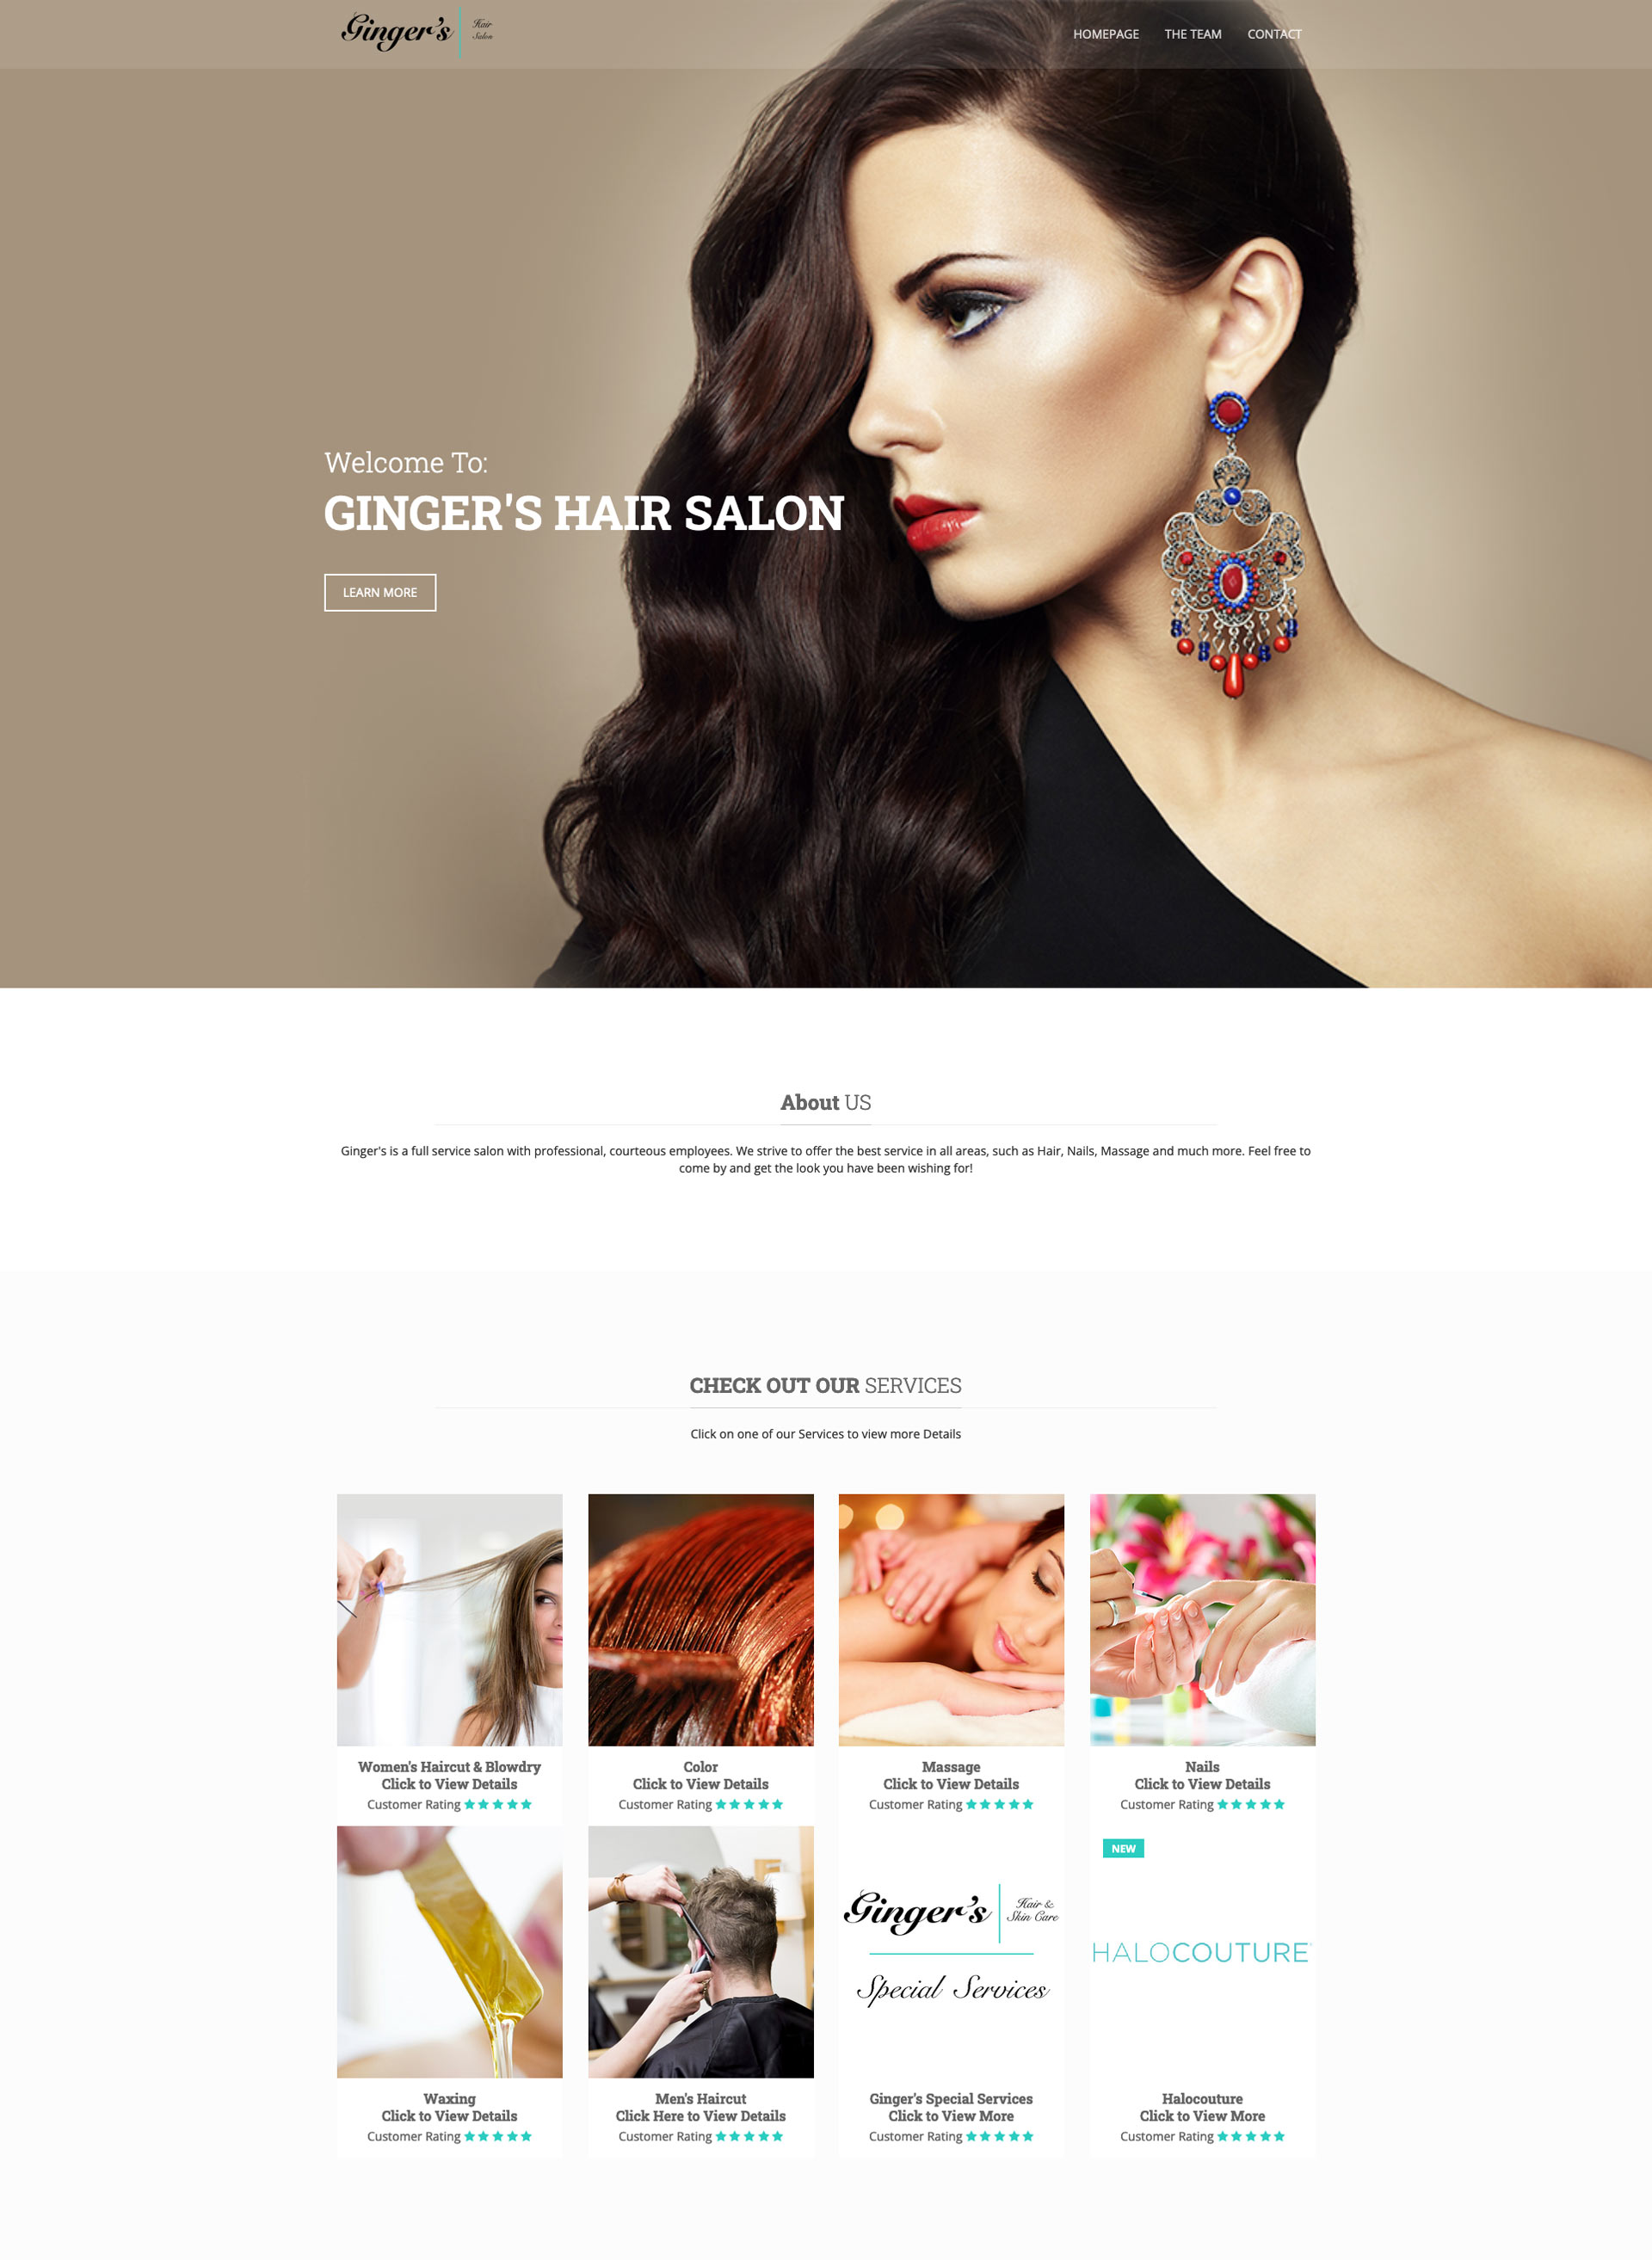 Ginger's Hair Salon
HOMEPAGE THE TEAM CONTACT
Welcome To:
GINGER'S HAIR SALON
LEARN MORE
About US
Ginger's is a full service salon with professional, courteous employees. We strive to offer the best service in all areas, such as Hair, Nails, Massage and much more. Feel free to
come by and get the look you have been wishing for!
CHECK OUT OUR SERVICES
Click on one of our Services to view more Details
Women's Haircut & Blowdry
Click to View Details
Customer Rating
Color
Click to View Details
Customer Rating
Massage
Click to View Details
Customer Rating
Nails
Click to View Details
Customer Rating
Waxing
Click to View Details
Customer Rating
Men's Haircut
Click Here to View Details
Customer Rating
Ginger's Hair & Skin Care
Special Services
Ginger's Special Services
Click to View More
Customer Rating
NEW
HALOCOUTURE
Halocouture
Click to View More
Customer Rating